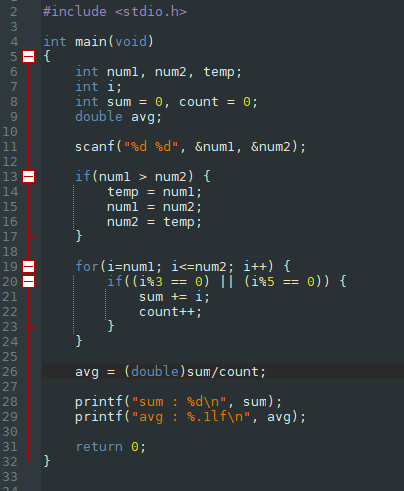 2 #include <stdio.h>
3
4 int main(void)
5 {
6 int num1, num2, temp;
7 int i;
8 int sum = 0, count = 0;
9 double avg;
10
11 scanf("%d %d", &num1, &num2);
12
13 if(num1 > num2) {
14 temp = num1;
15 num1 = num2;
16 num2 = temp;
17 }
18
19 for(i=num1; i<=num2; i++) {
20 if((i%3 == 0) || (i%5 == 0)) {
21 sum += i;
22 count++;
23 }
24 }
25
26 avg = (double)sum/count;
27
28 printf("sum : %d\n", sum);
29 printf("avg : %.1lf\n", avg);
30
31 return 0;
32 }
33
34